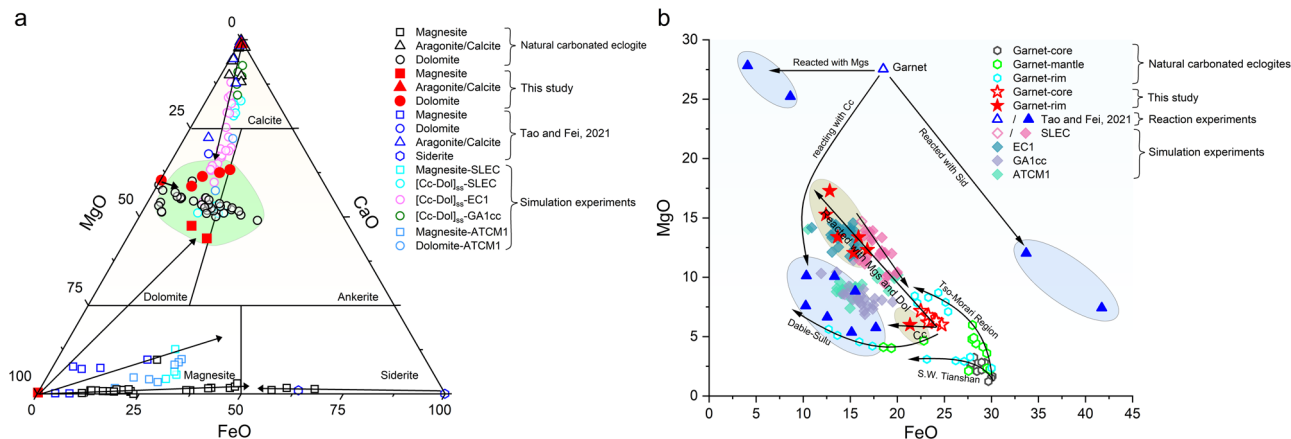 a
0
25
50
75
100
MgO
CaO
Calcite
Dolomite
Ankerite
Magnesite
Siderite
0
25
50
75
100
FeO
Magnesite
Aragonite/Calcite
Dolomite
Natural carbonated eclogite
Magnesite
Aragonite/Calcite
Dolomite
This study
Magnesite
Dolomite
Aragonite/Calcite
Siderite
Tao and Fei, 2021
Magnesite-SLEC
[Cc-Dol]ss-SLEC
[Cc-Dol]ss-EC1
[Cc-Dol]ss-GA1cc
Magnesite-ATCM1
Dolomite-ATCM1
Simulation experiments
b
30
25
20
15
10
5
0
MgO
0
5
10
15
20
25
30
35
40
45
FeO
Reacted with Mgs
Garnet
reacting with Cc
Reacted with Sid
reacted with Mgs and Dol
Cc
Tso-Morari Region
Dabie-Sulu
S.W. Tianshan
Garnet-core
Garnet-mantle
Garnet-rim
Natural carbonated eclogites
Garnet-core
Garnet-rim
This study
/ Tao and Fei, 2021
Reaction experiments
/ SLEC
EC1
GA1cc
ATCM1
Simulation experiments